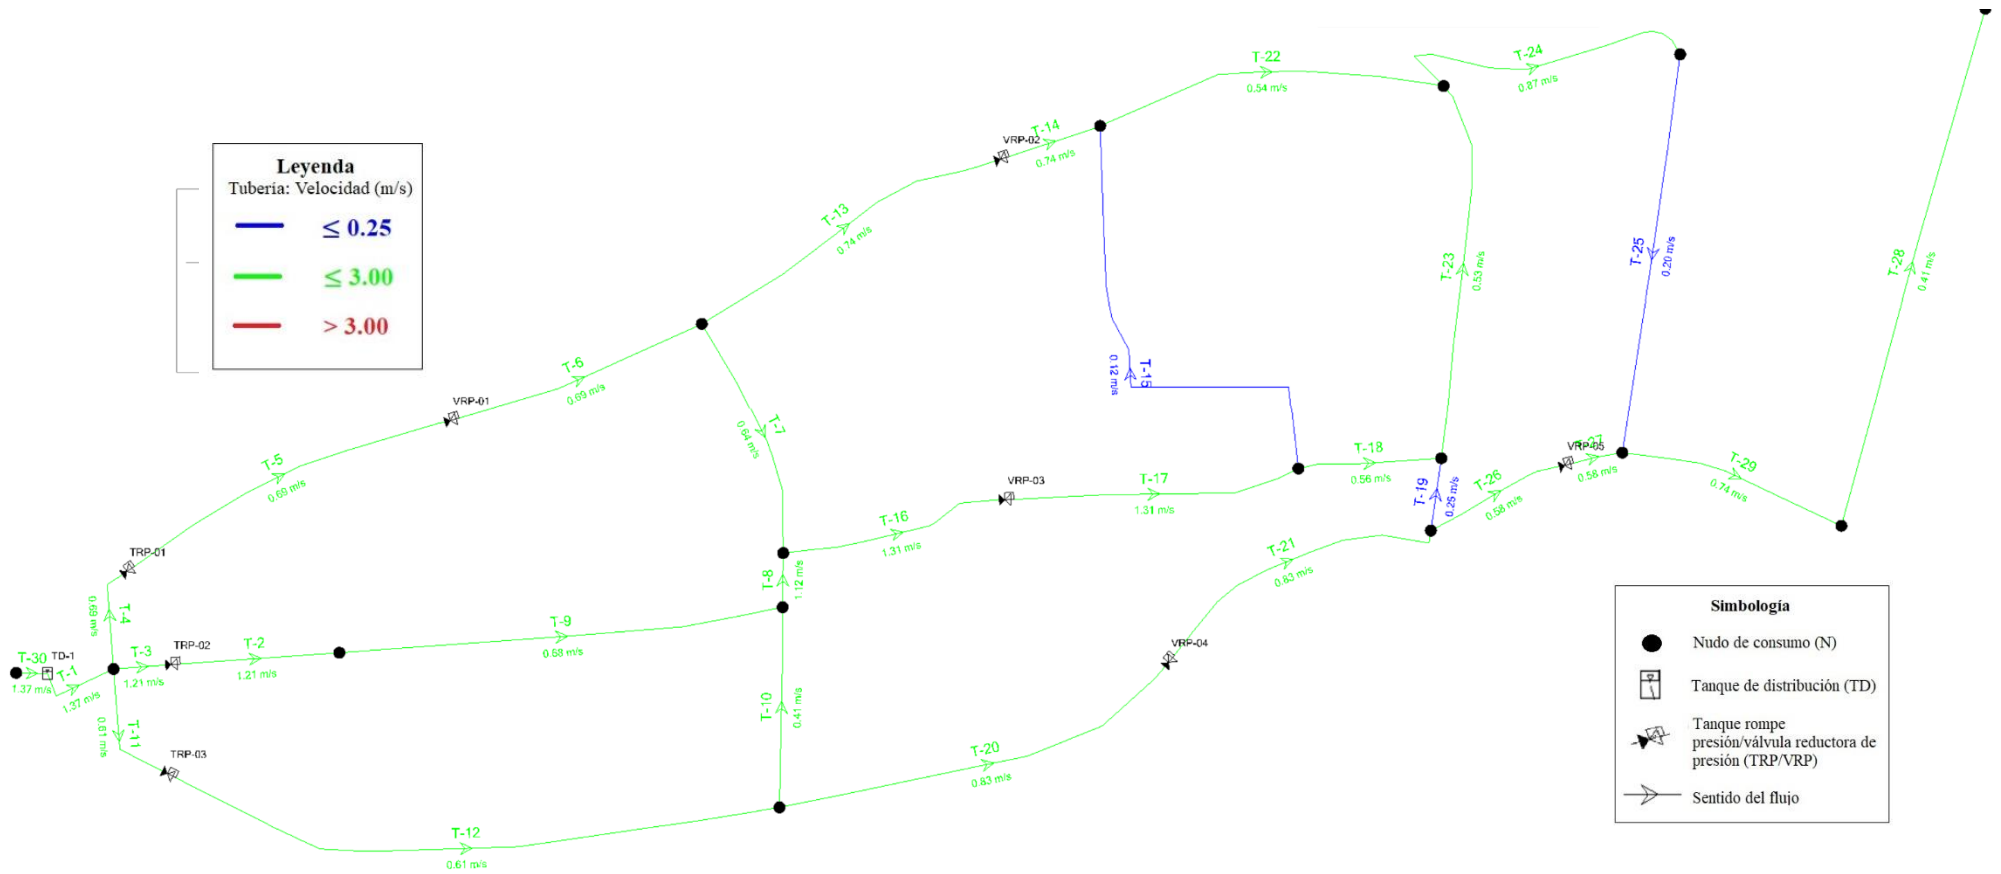 Leyenda
Tubería: Velocidad (m/s)
≤ 0.25
≤ 3.00
> 3.00
T-22
0.54 m/s
T-24
0.87 m/s
VRP-02
T-14
0.74 m/s
T-13
0.74 m/s
T-25
0.20 m/s
T-23
0.53 m/s
T-28
0.41 m/s
T-15
0.12 m/s
T-6
0.69 m/s
VRP-01
T-7
0.64 m/s
T-5
0.69 m/s
VRP-03
T-17
1.31 m/s
T-18
0.56 m/s
VRP-05
T-27
0.58 m/s
T-29
0.74 m/s
T-19
0.25 m/s
T-26
0.58 m/s
T-16
1.31 m/s
T-21
0.83 m/s
TRP-01
T-8
1.12 m/s
T-4
0.69 m/s
T-9
0.58 m/s
TRP-02
T-2
1.21 m/s
T-3
1.21 m/s
T-30
1.37 m/s
TD-1
T-1
1.37 m/s
VRP-04
T-11
0.61 m/s
T-10
0.41 m/s
TRP-03
T-20
0.83 m/s
T-12
0.61 m/s
Simbología
Nudo de consumo (N)
Tanque de distribución (TD)
Tanque rompe
presión/válvula reductora de
presión (TRP/VRP)
Sentido del flujo